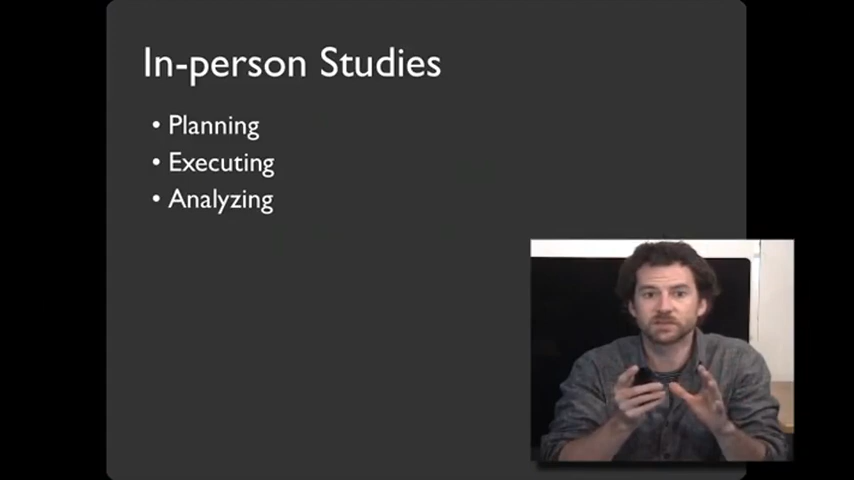 In-person Studies
• Planning
• Executing
• Analyzing